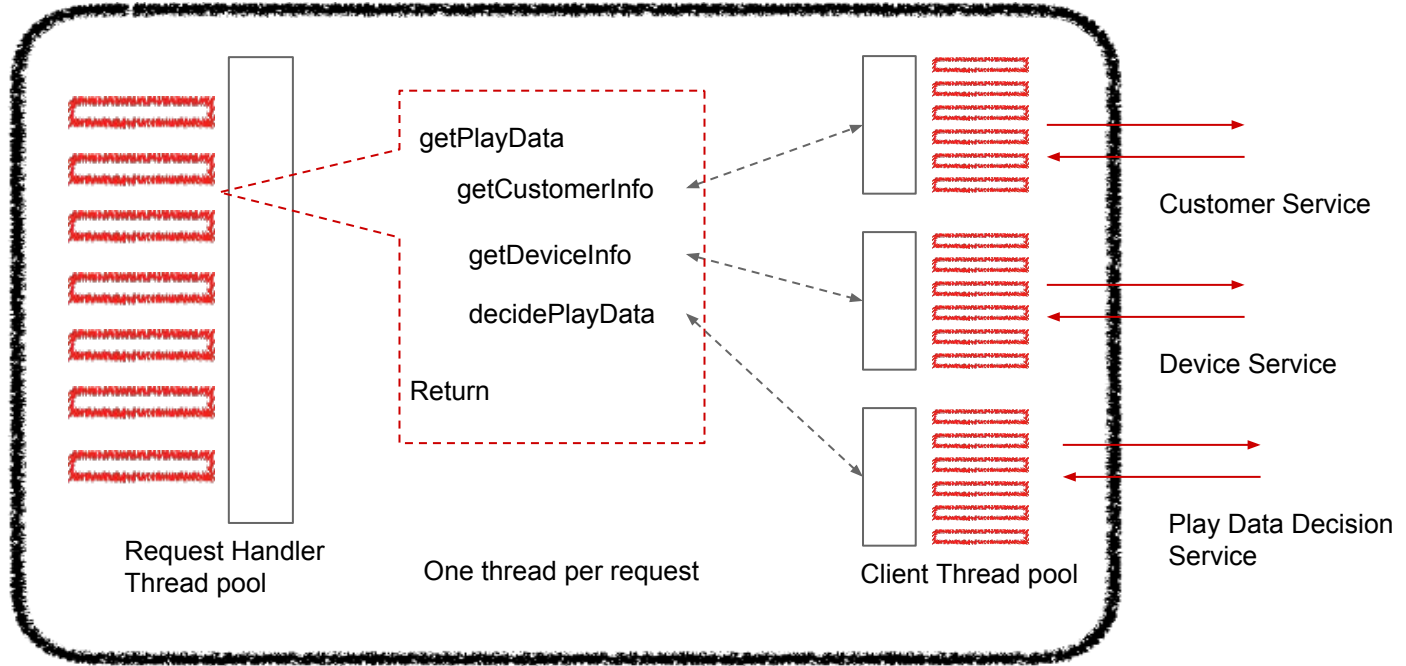 getPlayData
getCustomerInfo
getDeviceInfo
decidePlayData
Return
Request Handler
Thread pool
One thread per request
Client Thread pool
Customer Service
Device Service
Play Data Decision
Service